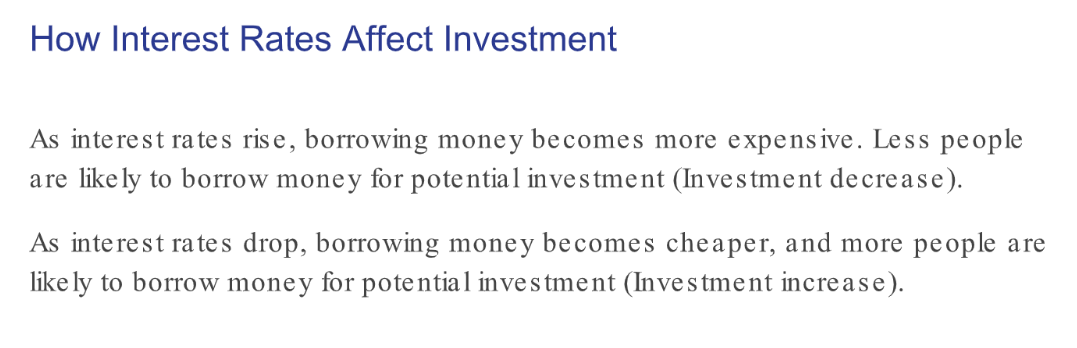 How Interest Rates Affect Investment
As interest rates rise, borrowing money becomes more expensive. Less people
are likely to borrow money for potential investment (Investment decrease).
As interest rates drop, borrowing money becomes cheaper, and more people are
likely to borrow money for potential investment (Investment increase).